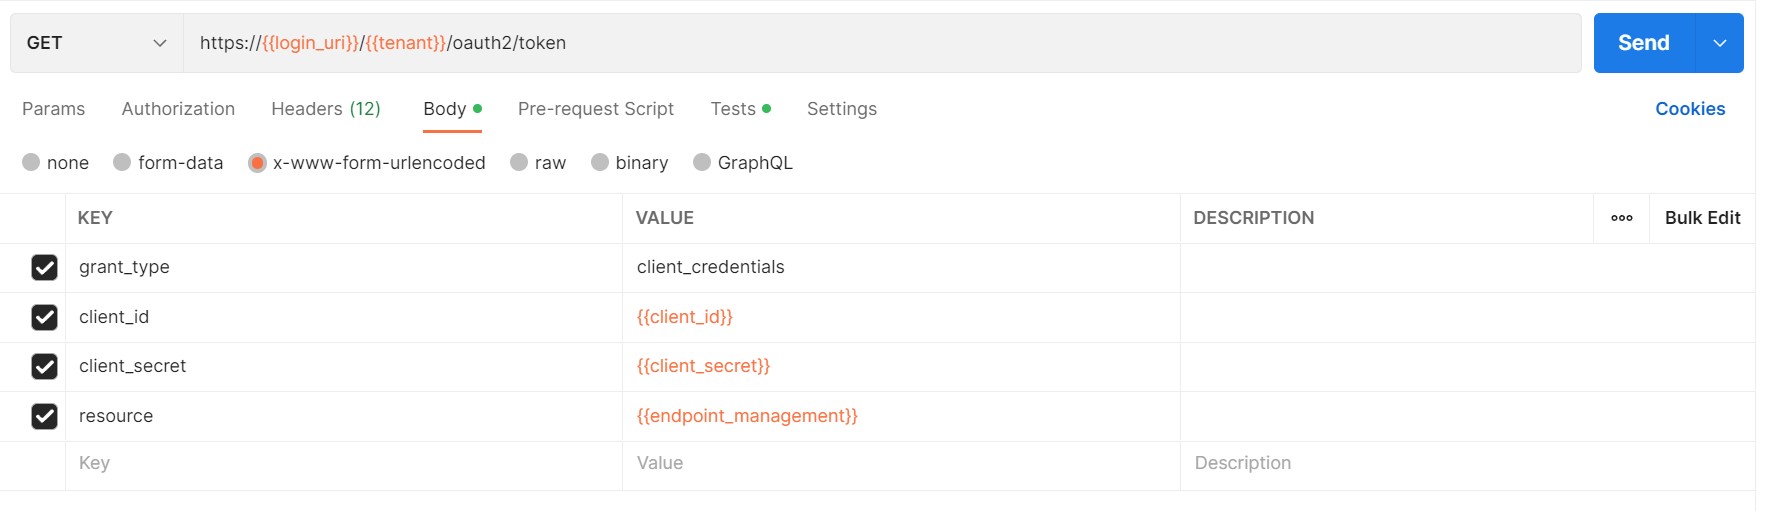 GET https://{{login_uri}}/{{tenant}}/oauth2/token Send
Params Authorization Headers (12) Body Pre-request Script Tests Settings Cookies
none form-data x-www-form-urlencoded raw binary GraphQL
KEY VALUE DESCRIPTION ooo Bulk Edit
grant_type client_credentials
client_id {{client_id}}
client_secret {{client_secret}}
resource {{endpoint_management}}
Key Value Description